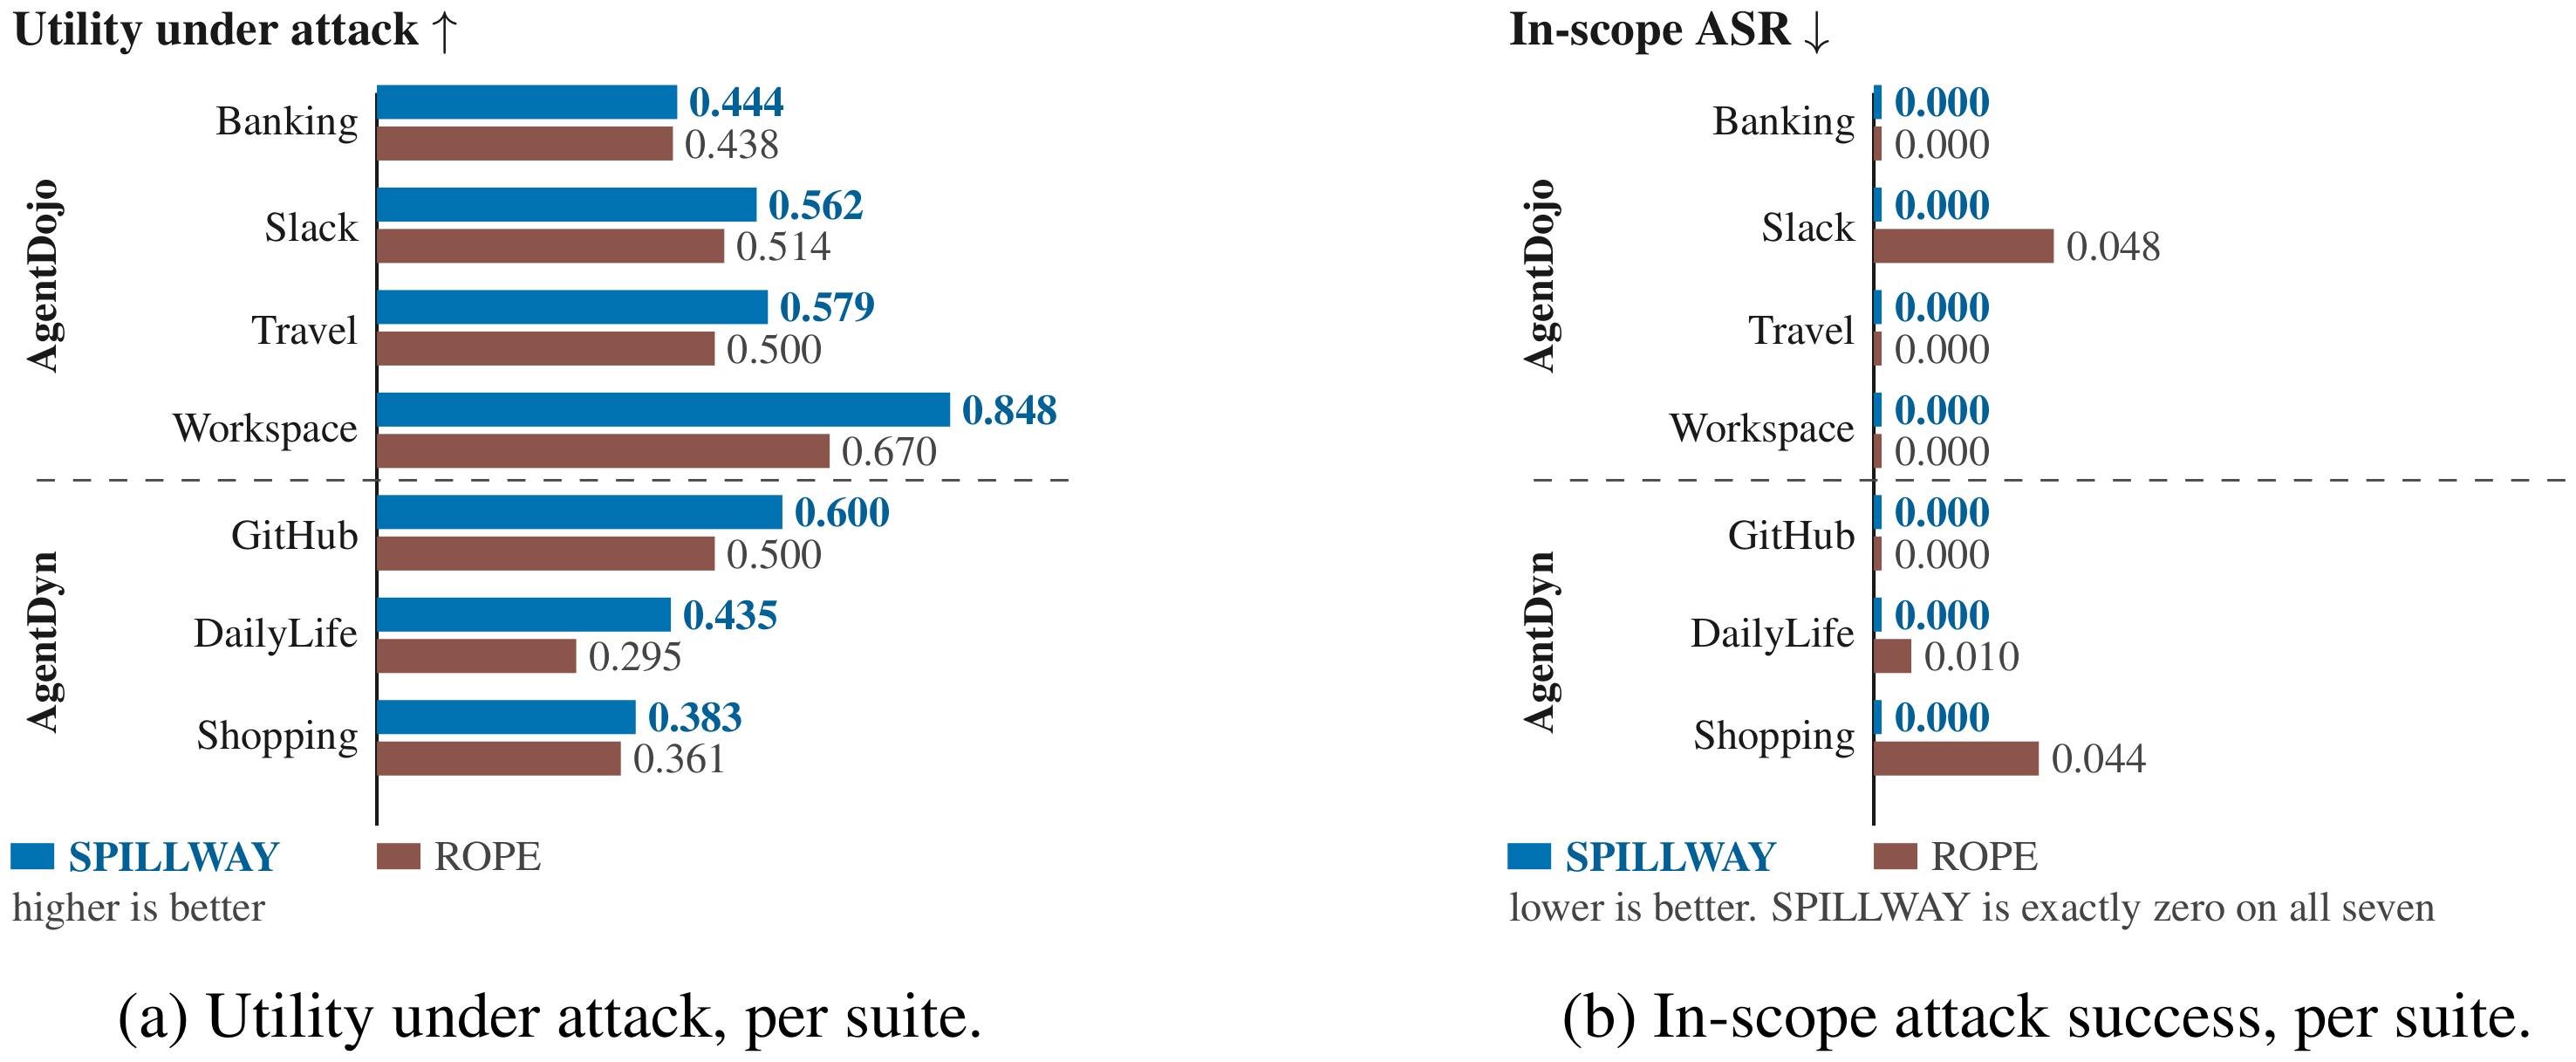 Utility under attack ↑
AgentDojo
Banking
0.444
0.438
Slack
0.562
0.514
Travel
0.579
0.500
Workspace
0.848
0.670
AgentDyn
GitHub
0.600
0.500
DailyLife
0.435
0.295
Shopping
0.383
0.361
SPILLWAY ROPE
higher is better
(a) Utility under attack, per suite.
In-scope ASR ↓
AgentDojo
Banking
0.000
0.000
Slack
0.000
0.048
Travel
0.000
0.000
Workspace
0.000
0.000
AgentDyn
GitHub
0.000
0.000
DailyLife
0.000
0.010
Shopping
0.000
0.044
SPILLWAY ROPE
lower is better. SPILLWAY is exactly zero on all seven
(b) In-scope attack success, per suite.